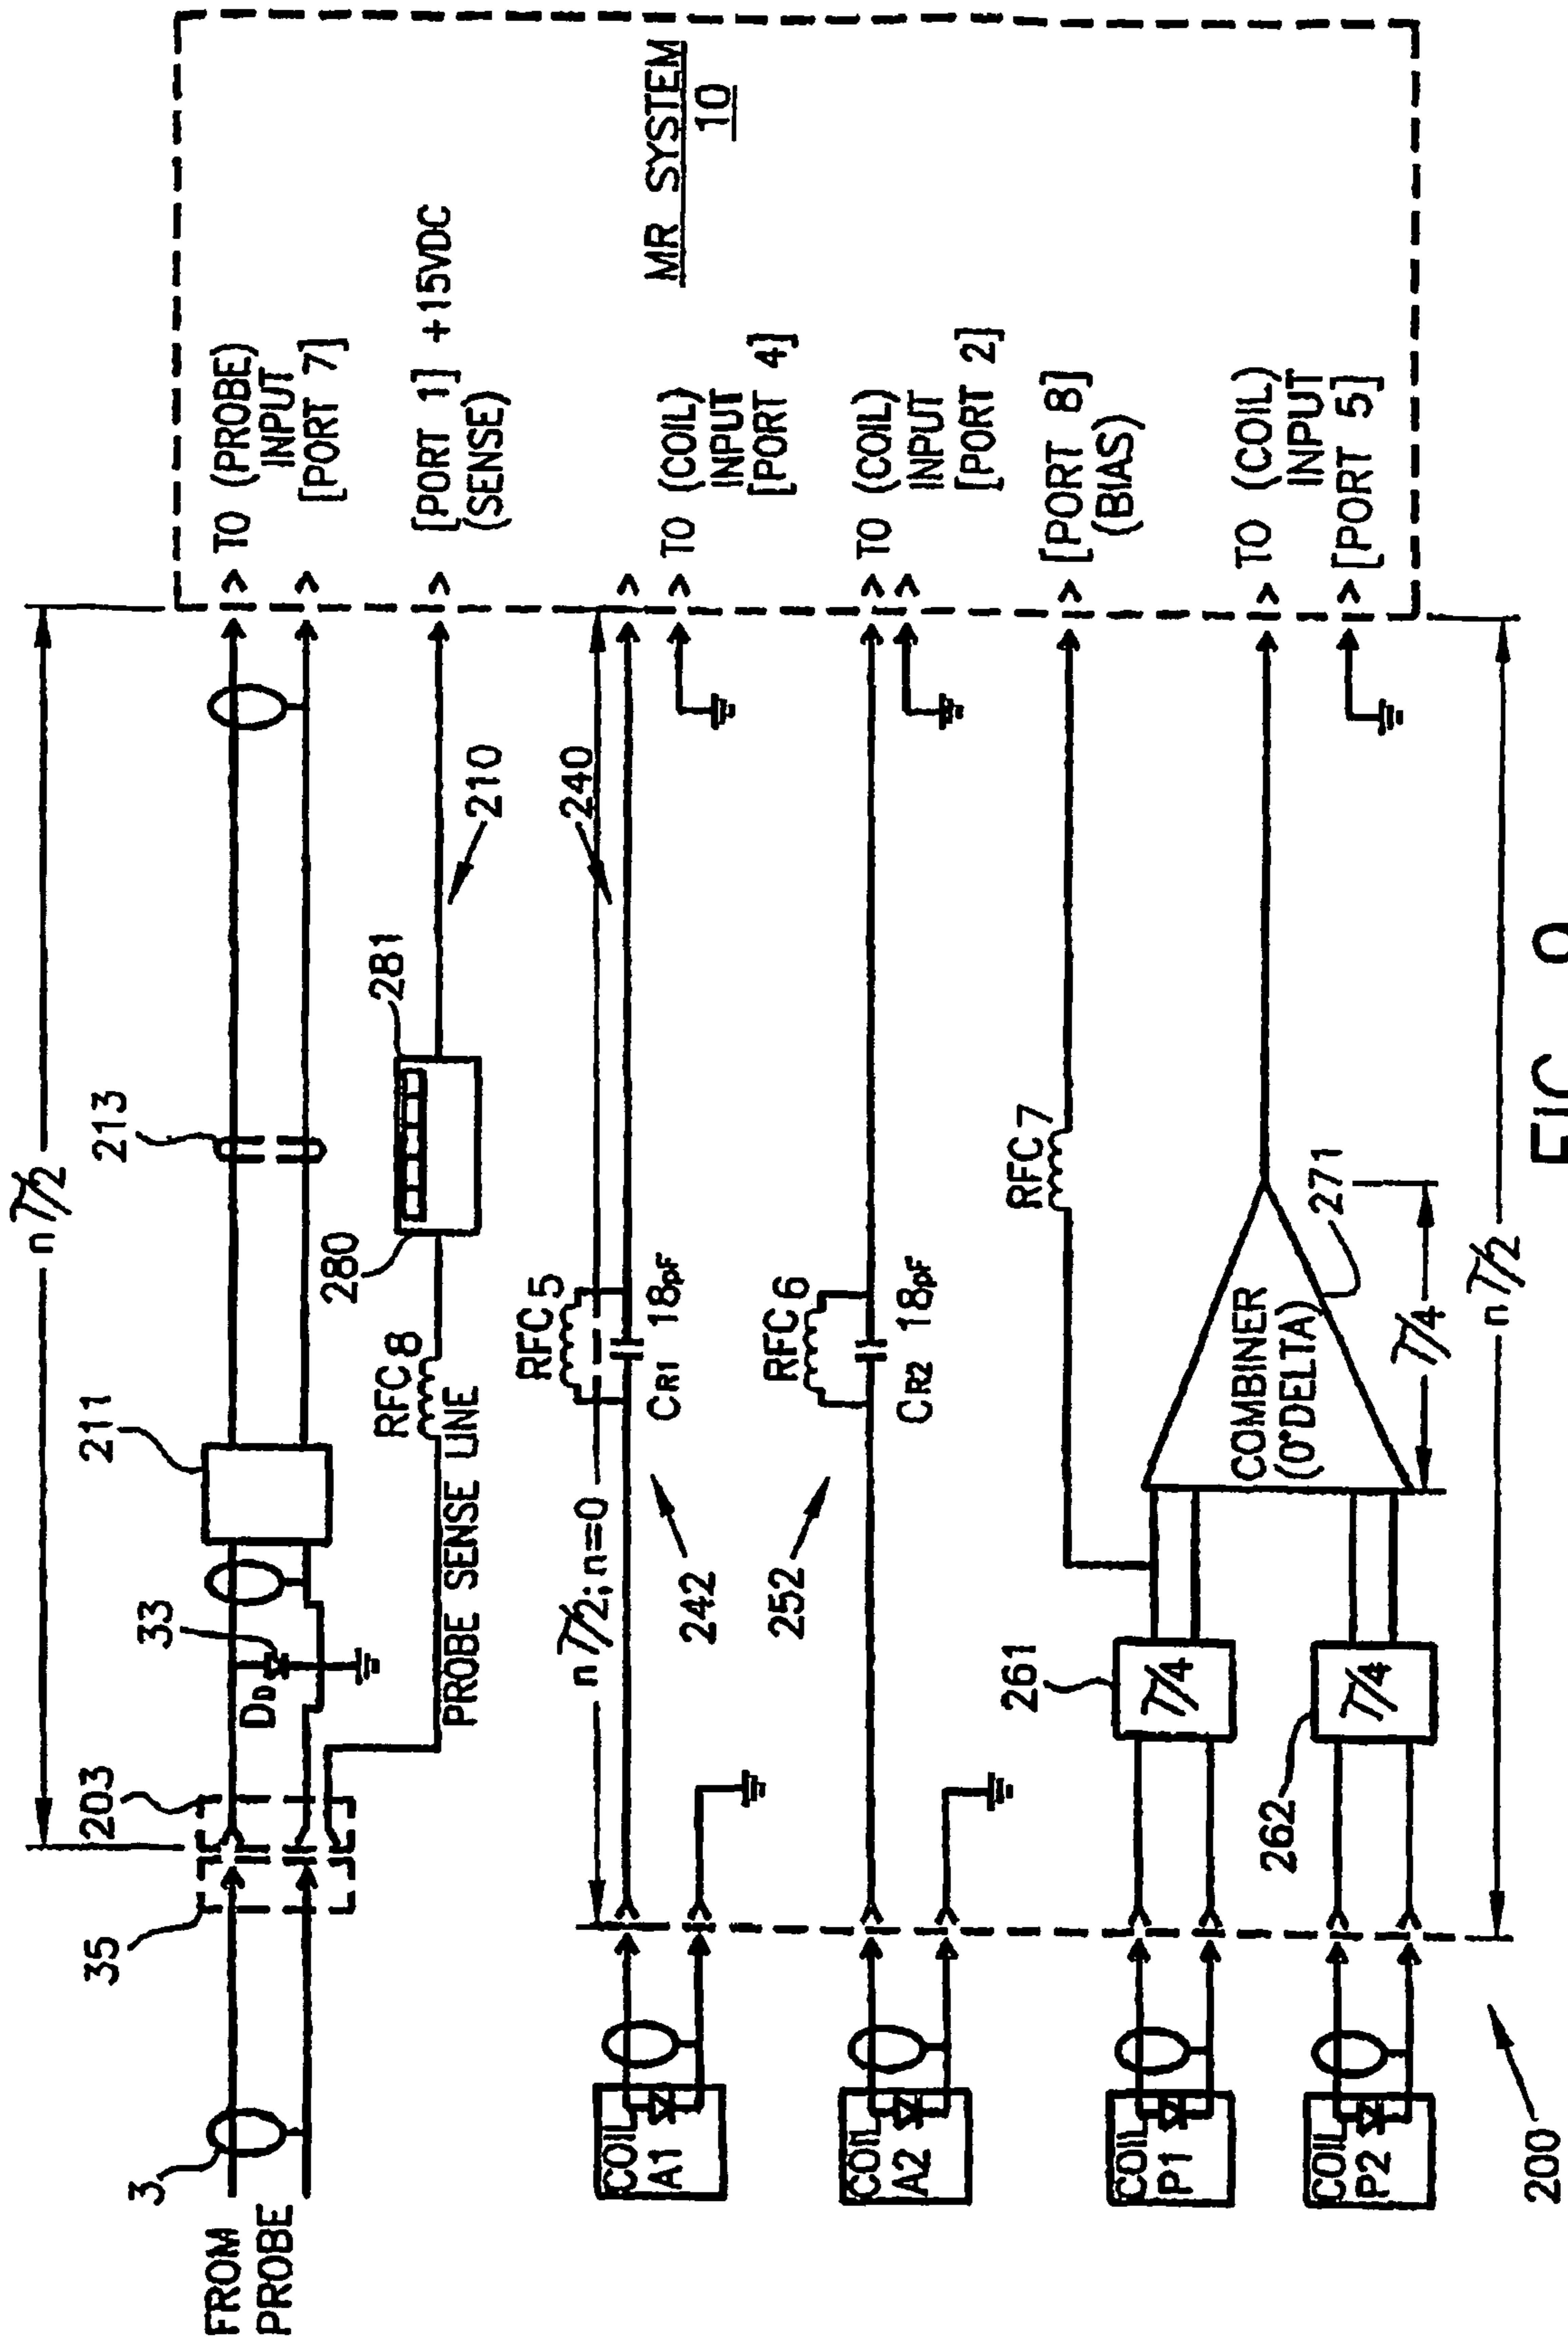 n λ/2
3
FROM
PROBE
35
203
DD
33
211
213
TO (PROBE)
INPUT
[PORT 7]
PROBE SENSE LINE
RFC8
280
281
210
[PORT 1] +15VDC
(SENSE)
MR SYSTEM
10
n λ/2; n=0
240
RFC5
CR1 18pF
242
COIL
A1
TO (COIL)
INPUT
[PORT 4]
RFC6
CR2 18pF
252
COIL
A2
TO (COIL)
INPUT
[PORT 2]
RFC7
[PORT 8]
(BIAS)
COIL
P1
261
λ/4
COMBINER
(0°DELTA)
271
λ/4
TO (COIL)
INPUT
[PORT 5]
COIL
P2
262
λ/4
n λ/2
200